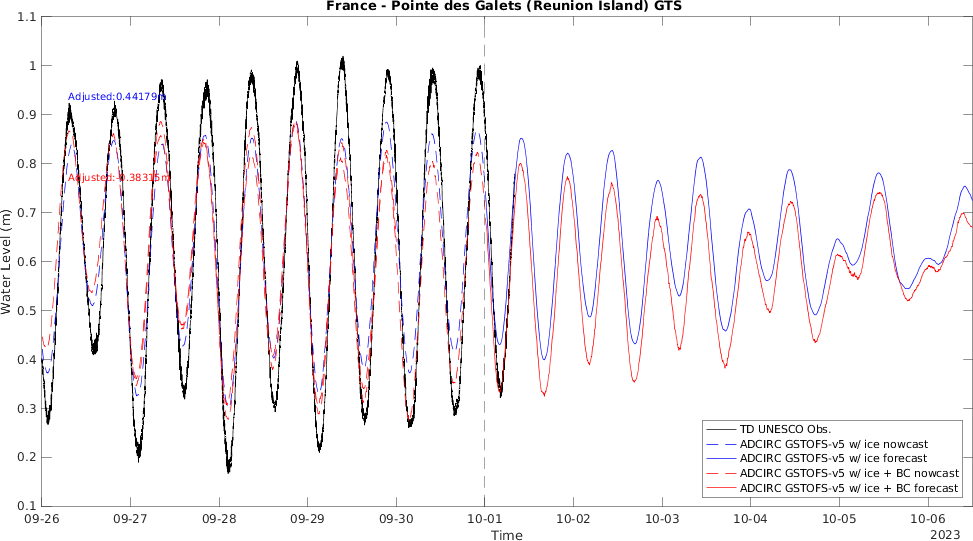 France - Pointe des Galets (Reunion Island) GTS
1.1
1
0.9
0.8
0.7
0.6
0.5
0.4
0.3
0.2
0.1
Water Level (m)
Adjusted:0.44179m
Adjusted:-0.38315m
TD UNESCO Obs.
ADCIRC GSTOFS-v5 w/ ice nowcast
ADCIRC GSTOFS-v5 w/ ice forecast
ADCIRC GSTOFS-v5 w/ ice + BC nowcast
ADCIRC GSTOFS-v5 w/ ice + BC forecast
09-26 09-27 09-28 09-29 09-30 10-01 10-02 10-03 10-04 10-05 10-06
Time
2023